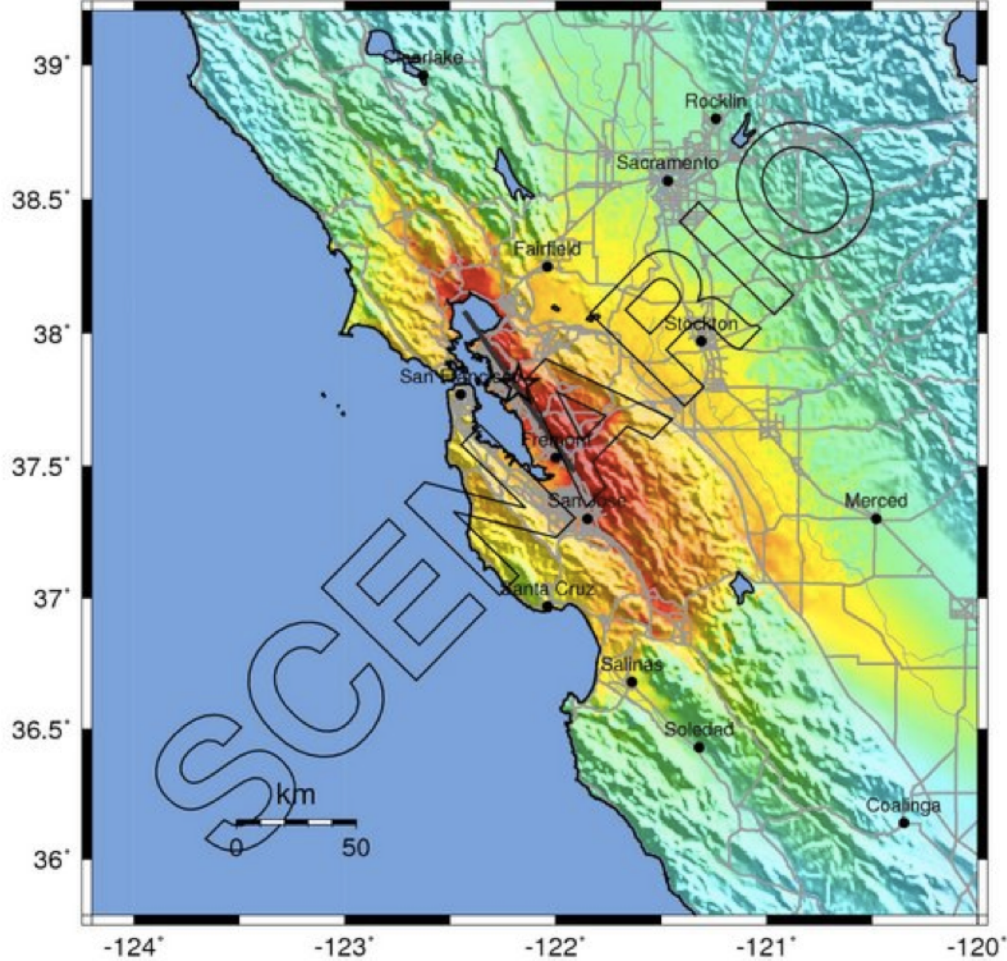 39°
38.5°
38°
37.5°
37°
36.5°
36°
Clearlake
Rocklin
Sacramento
Fairfield
Stockton
San Francisco
Fremont
San Jose
Merced
Santa Cruz
Salinas
Soledad
Coalinga
SCENARIO
km
0 50
-124° -123° -122° -121° -120°